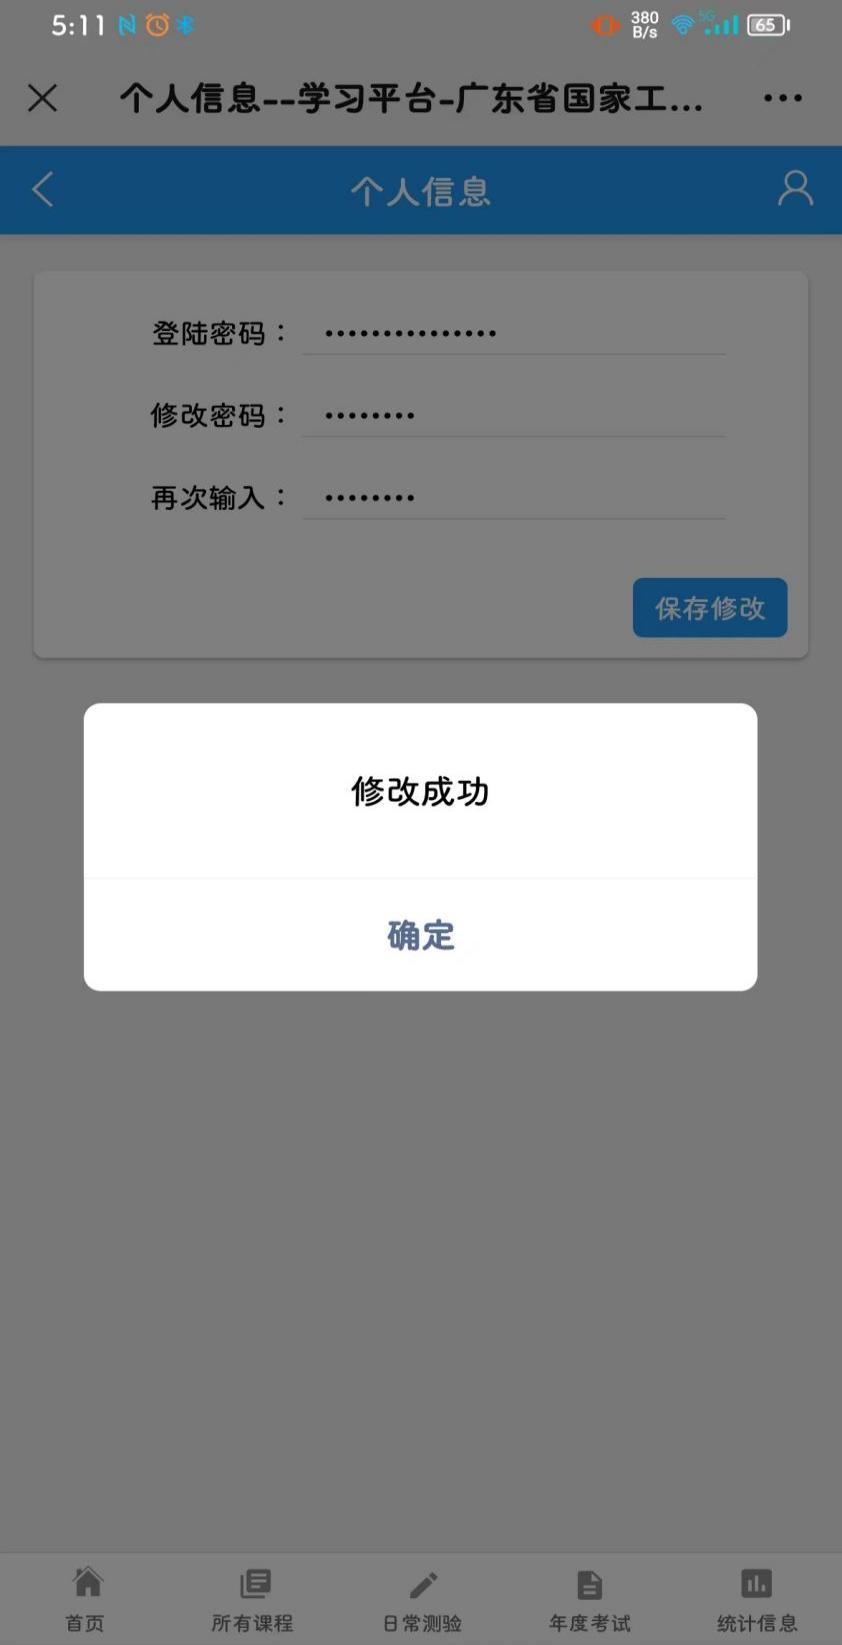 5:11 380 B/s 5G 65
个人信息--学习平台-广东省国家工...
个人信息
登陆密码： •••••••••••••••
修改密码： ••••••••
再次输入： ••••••••
保存修改
修改成功
确定
首页 所有课程 日常测验 年度考试 统计信息